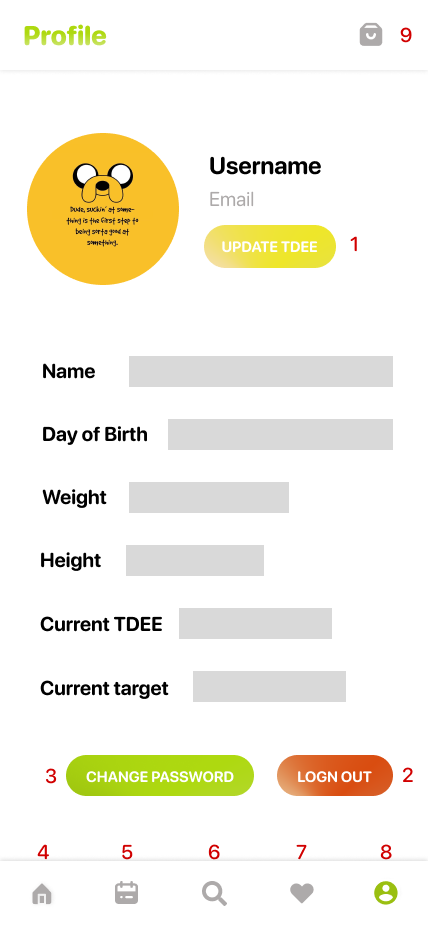 Profile
9
Username
Email
UPDATE TDEE
1
Dude, suckin' at some-
thing is the first step to
being sorta good at
something.
Name
Day of Birth
Weight
Height
Current TDEE
Current target
3
CHANGE PASSWORD
LOGN OUT
2
4
5
6
7
8